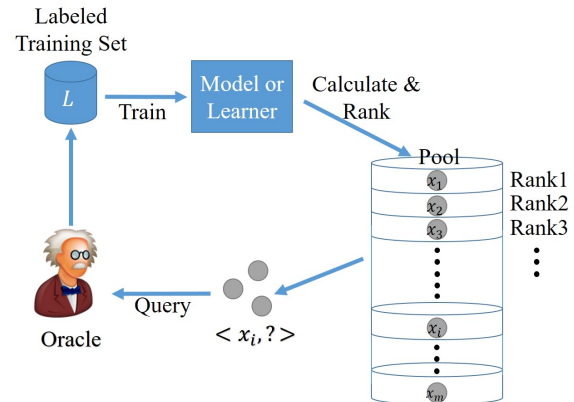 Labeled
Training Set
L
Train
Model or
Learner
Calculate &
Rank
Pool
x₁ Rank1
x₂ Rank2
x₃ Rank3
Oracle
Query
< xᵢ, ? >
xᵢ
xₘ